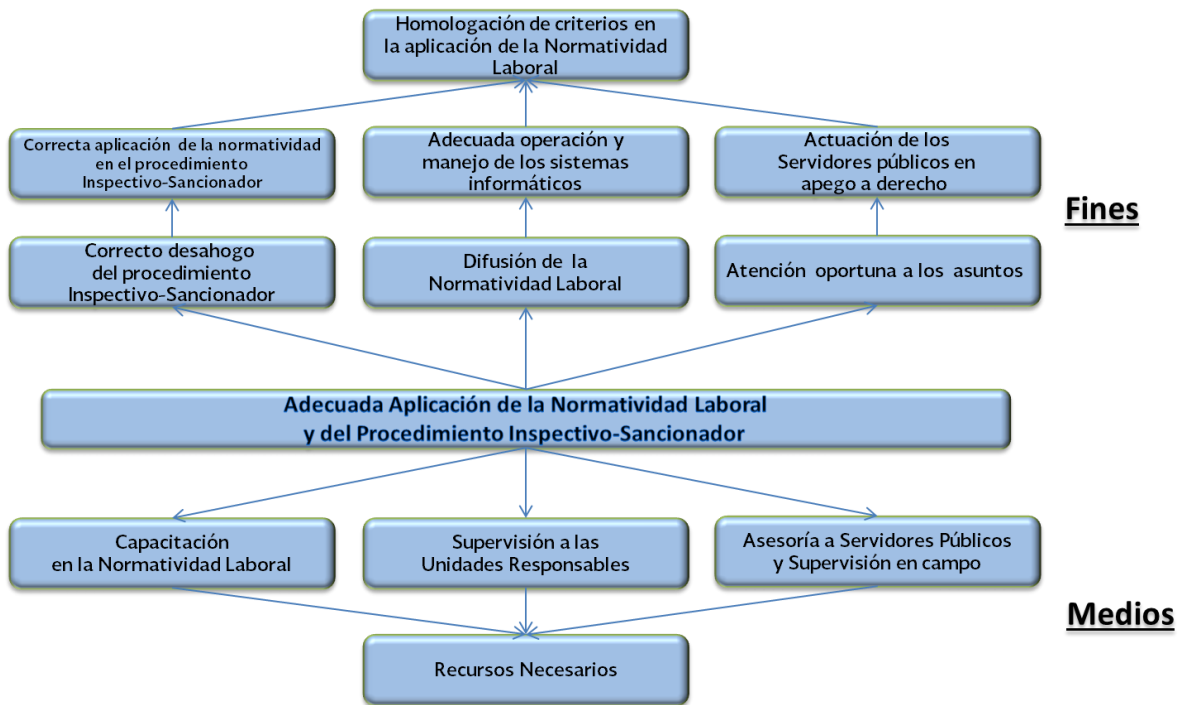 Homologación de criterios en
la aplicación de la Normatividad
Laboral
Correcta aplicación de la normatividad
en el procedimiento
Inspectivo-Sancionador
Adecuada operación y
manejo de los sistemas
informáticos
Actuación de los
Servidores públicos en
apego a derecho
Fines
Correcto desahogo
del procedimiento
Inspectivo-Sancionador
Difusión de la
Normatividad Laboral
Atención oportuna a los asuntos
Adecuada Aplicación de la Normatividad Laboral
y del Procedimiento Inspectivo-Sancionador
Capacitación
en la Normatividad Laboral
Supervisión a las
Unidades Responsables
Asesoría a Servidores Públicos
y Supervisión en campo
Medios
Recursos Necesarios